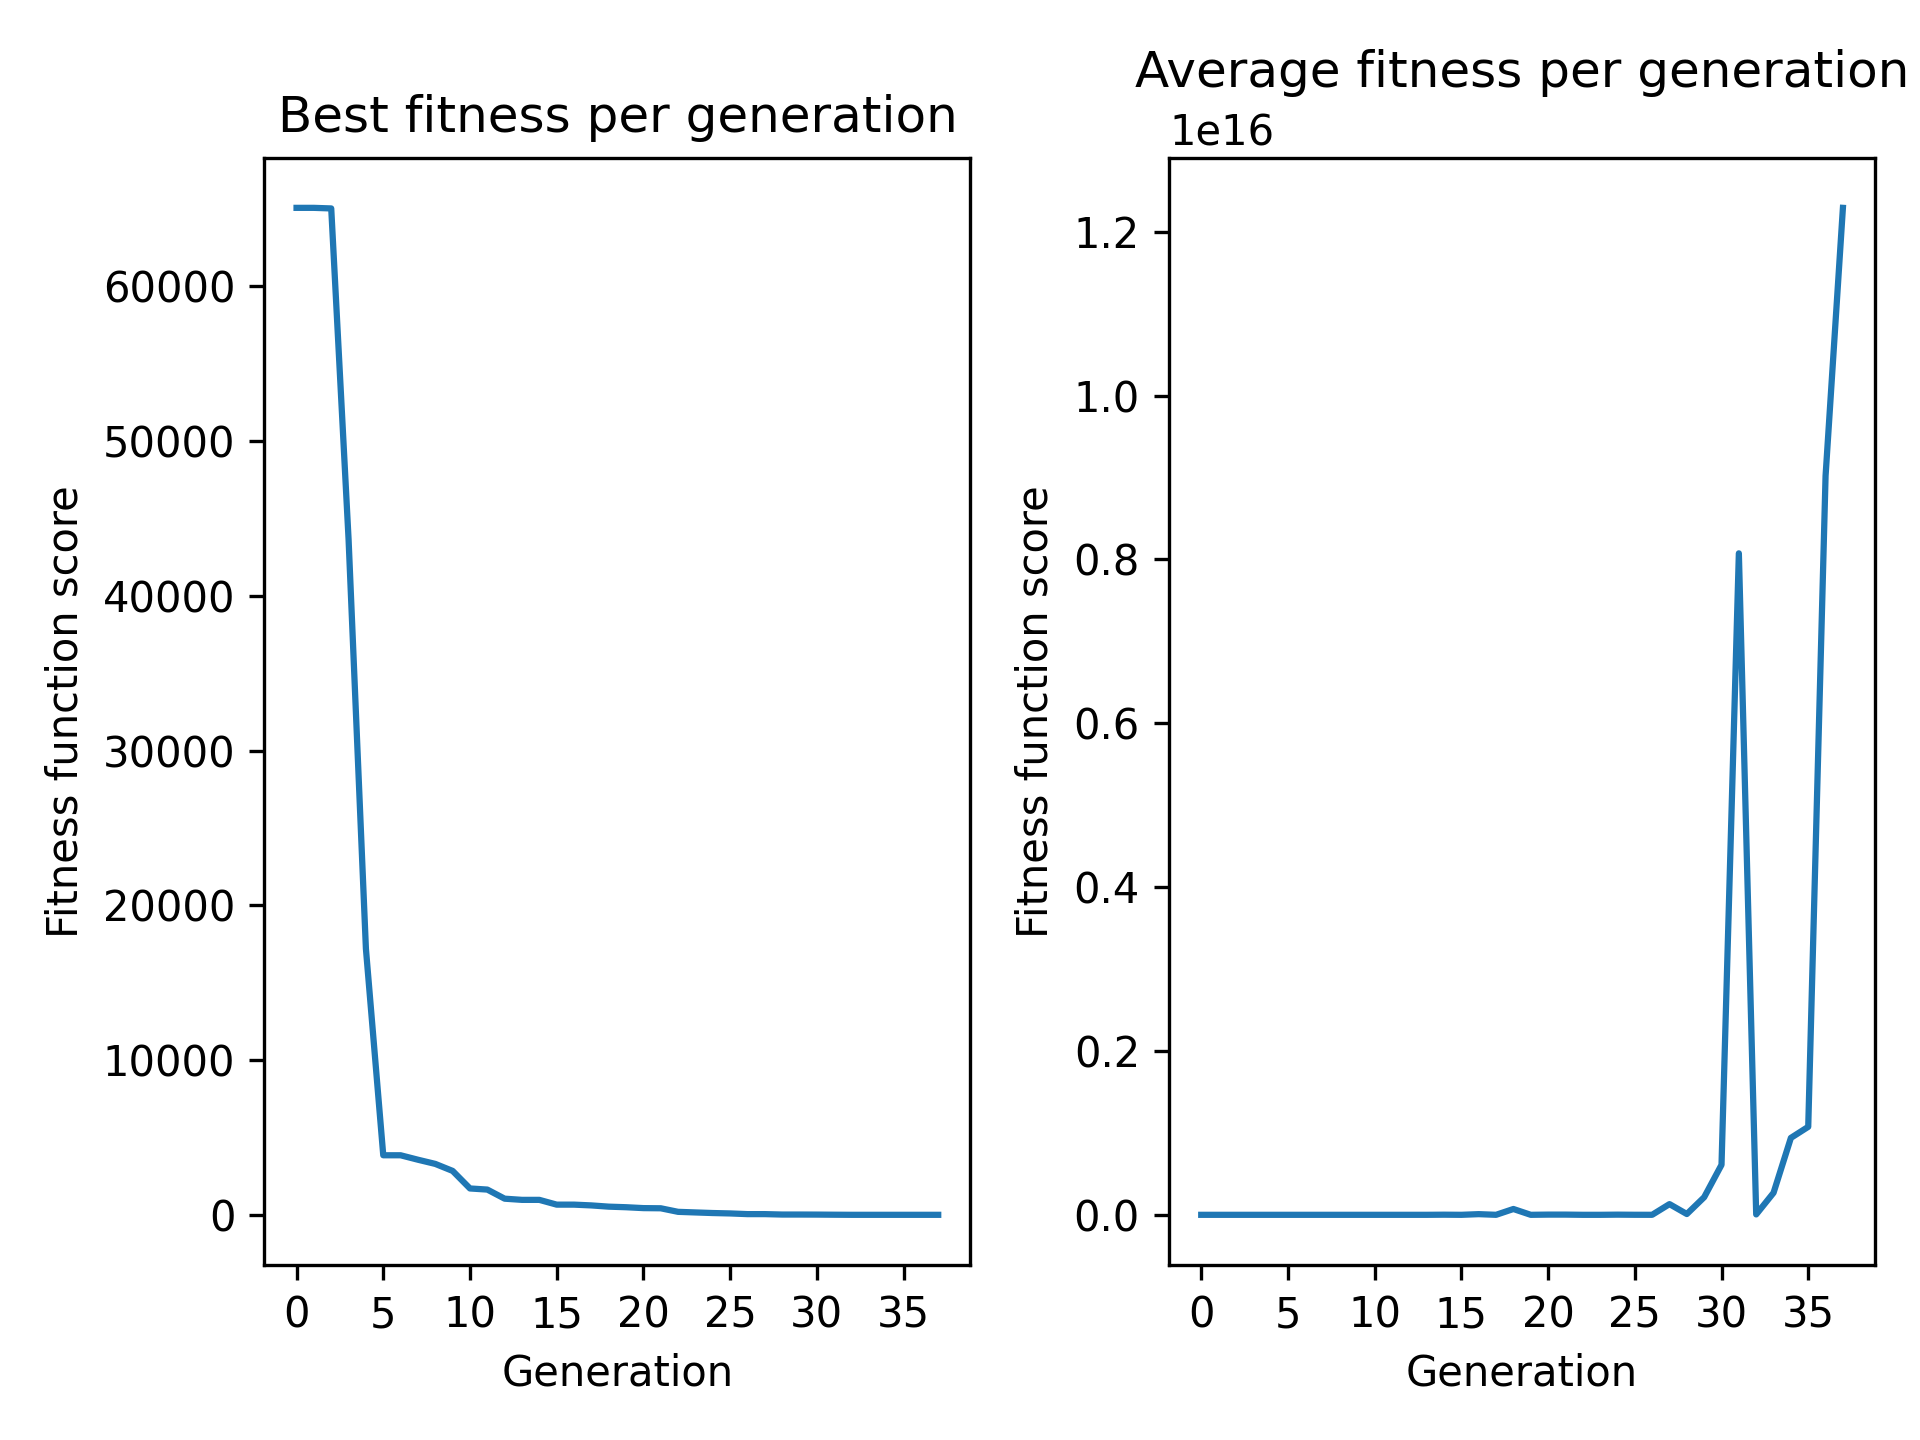 Best fitness per generation
Fitness function score
60000
50000
40000
30000
20000
10000
0
0 5 10 15 20 25 30 35
Generation
Average fitness per generation
1e16
Fitness function score
1.2
1.0
0.8
0.6
0.4
0.2
0.0
0 5 10 15 20 25 30 35
Generation